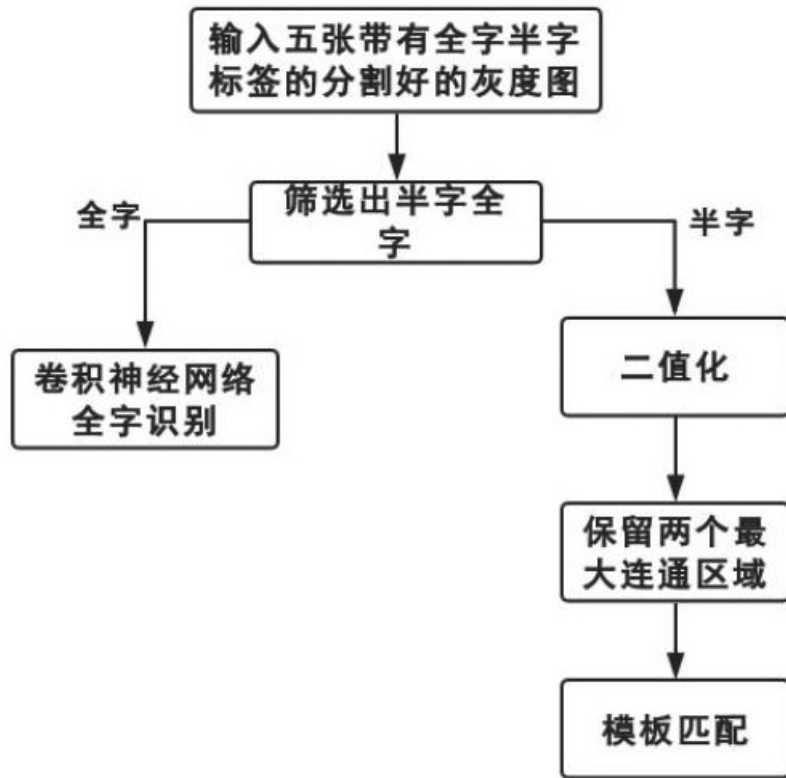 输入五张带有全字半字
标签的分割好的灰度图
筛选出半字全
字
全字
半字
卷积神经网络
全字识别
二值化
保留两个最
大连通区域
模板匹配